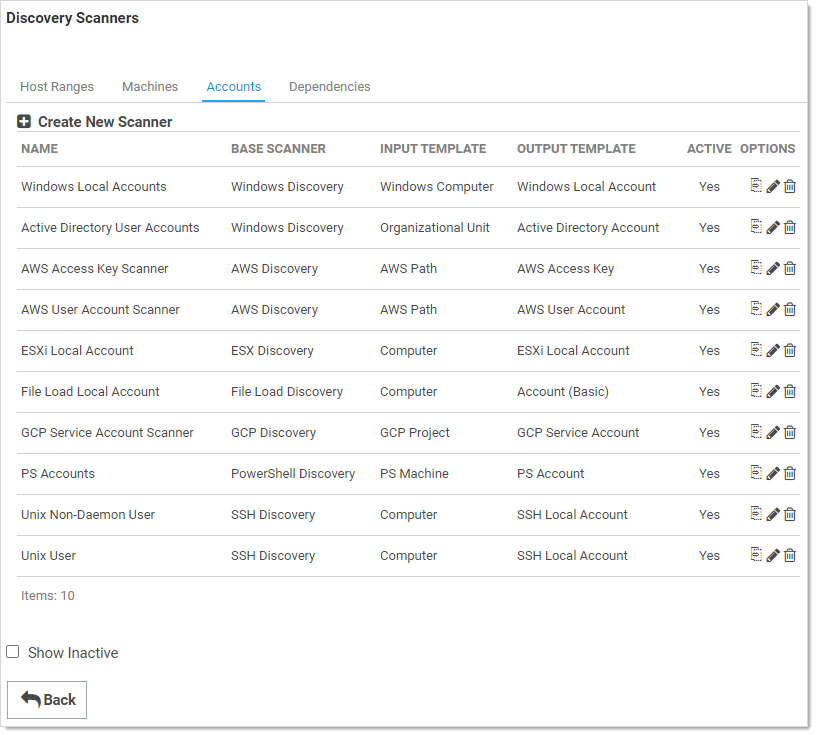 Discovery Scanners
Host Ranges Machines Accounts Dependencies
Create New Scanner
NAME BASE SCANNER INPUT TEMPLATE OUTPUT TEMPLATE ACTIVE OPTIONS
Windows Local Accounts Windows Discovery Windows Computer Windows Local Account Yes
Active Directory User Accounts Windows Discovery Organizational Unit Active Directory Account Yes
AWS Access Key Scanner AWS Discovery AWS Path AWS Access Key Yes
AWS User Account Scanner AWS Discovery AWS Path AWS User Account Yes
ESXi Local Account ESX Discovery Computer ESXi Local Account Yes
File Load Local Account File Load Discovery Computer Account (Basic) Yes
GCP Service Account Scanner GCP Discovery GCP Project GCP Service Account Yes
PS Accounts PowerShell Discovery PS Machine PS Account Yes
Unix Non-Daemon User SSH Discovery Computer SSH Local Account Yes
Unix User SSH Discovery Computer SSH Local Account Yes
Items: 10
Show Inactive
Back